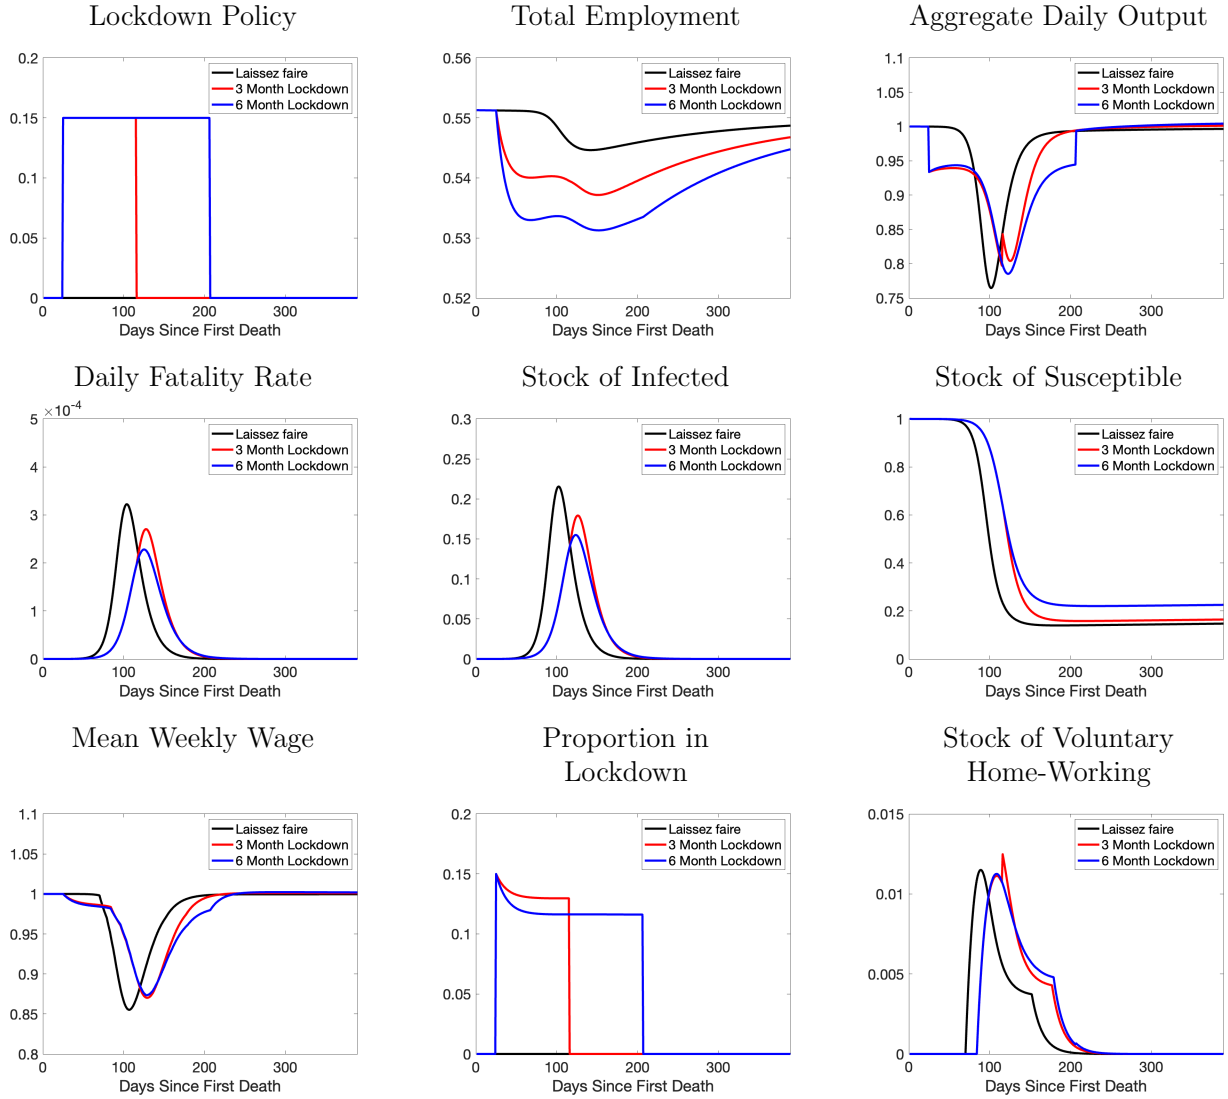 Lockdown Policy
0.2
0.15
0.1
0.05
0
0 100 200 300
Days Since First Death
Laissez faire
3 Month Lockdown
6 Month Lockdown
Total Employment
0.56
0.55
0.54
0.53
0.52
0 100 200 300
Days Since First Death
Laissez faire
3 Month Lockdown
6 Month Lockdown
Aggregate Daily Output
1.1
1.05
1
0.95
0.9
0.85
0.8
0.75
0 100 200 300
Days Since First Death
Laissez faire
3 Month Lockdown
6 Month Lockdown
Daily Fatality Rate
×10⁻⁴
5
4
3
2
1
0
0 100 200 300
Days Since First Death
Laissez faire
3 Month Lockdown
6 Month Lockdown
Stock of Infected
0.3
0.25
0.2
0.15
0.1
0.05
0
0 100 200 300
Days Since First Death
Laissez faire
3 Month Lockdown
6 Month Lockdown
Stock of Susceptible
1
0.8
0.6
0.4
0.2
0
0 100 200 300
Days Since First Death
Laissez faire
3 Month Lockdown
6 Month Lockdown
Mean Weekly Wage
1.1
1.05
1
0.95
0.9
0.85
0.8
0 100 200 300
Days Since First Death
Laissez faire
3 Month Lockdown
6 Month Lockdown
Proportion in
Lockdown
0.2
0.15
0.1
0.05
0
0 100 200 300
Days Since First Death
Laissez faire
3 Month Lockdown
6 Month Lockdown
Stock of Voluntary
Home-Working
0.015
0.01
0.005
0
0 100 200 300
Days Since First Death
Laissez faire
3 Month Lockdown
6 Month Lockdown